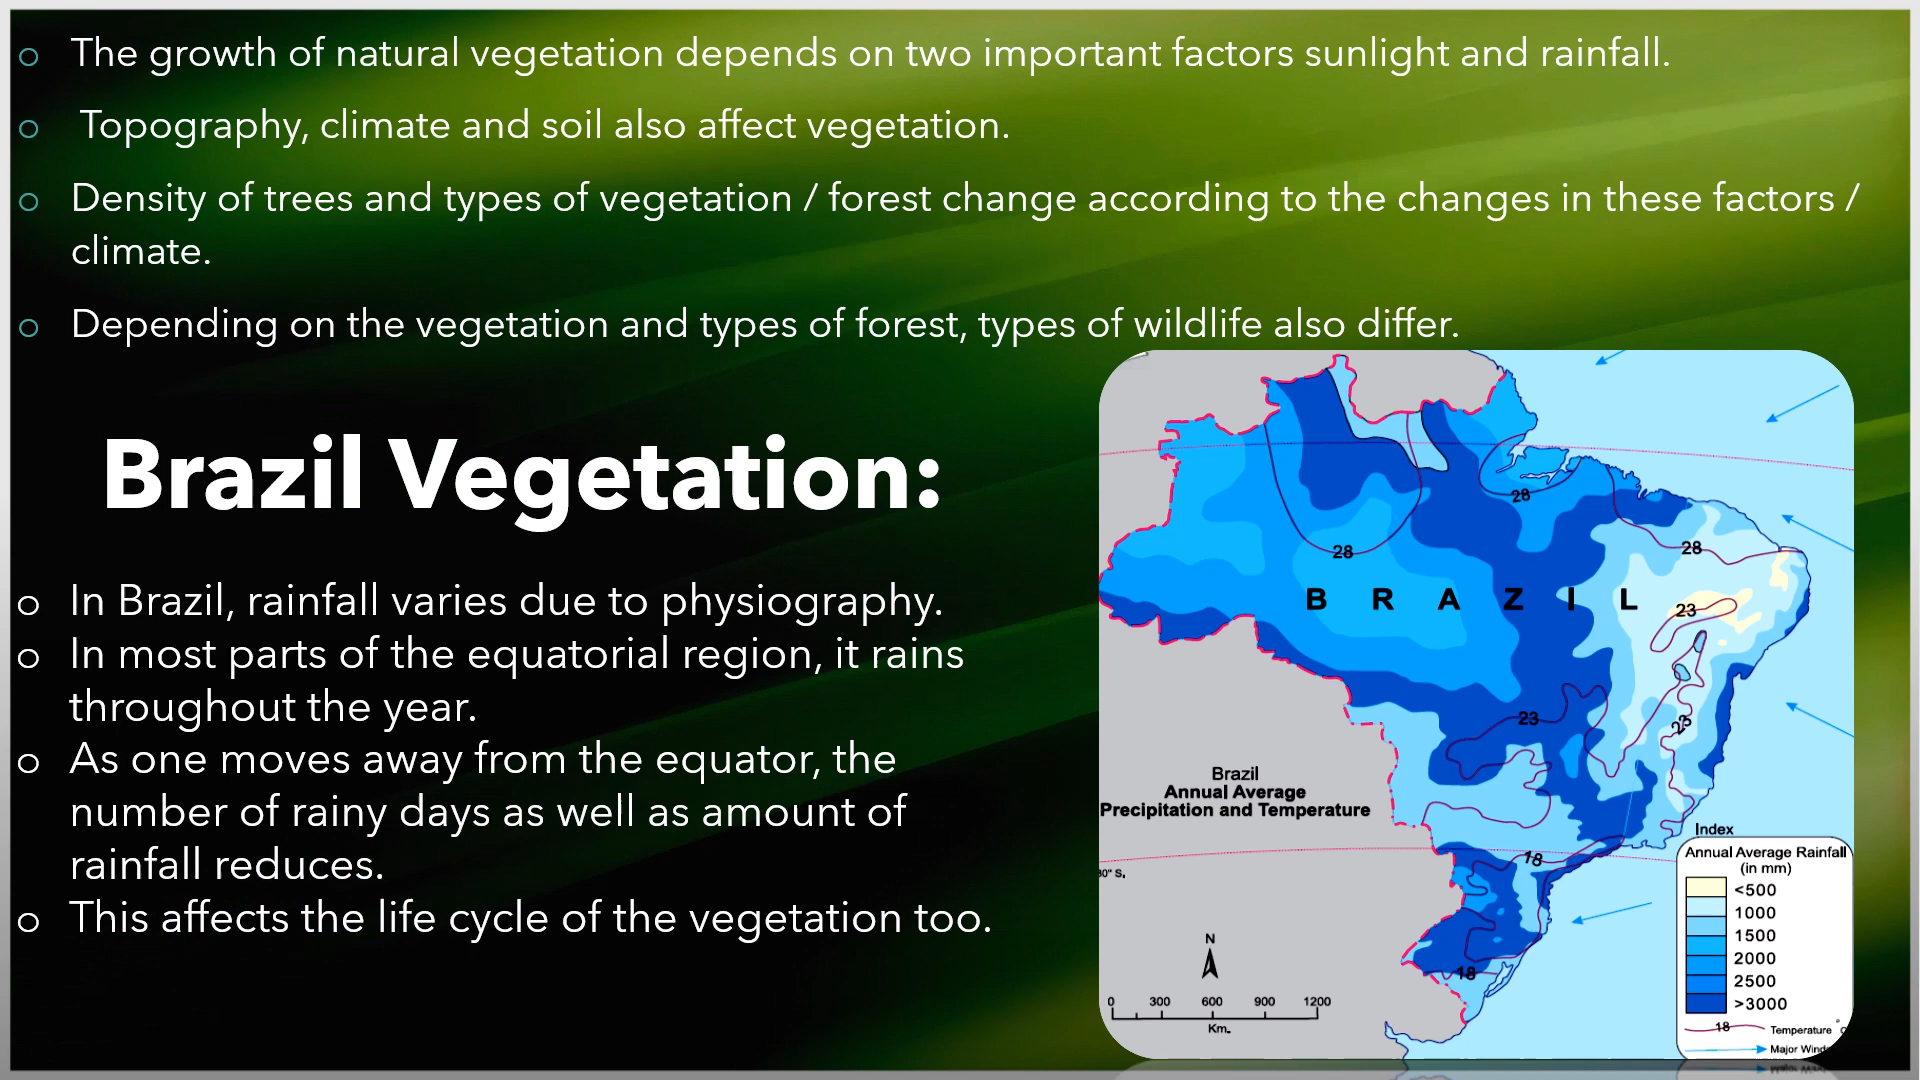 The growth of natural vegetation depends on two important factors sunlight and rainfall.
Topography, climate and soil also affect vegetation.
Density of trees and types of vegetation / forest change according to the changes in these factors /
climate.
Depending on the vegetation and types of forest, types of wildlife also differ.
Brazil Vegetation:
In Brazil, rainfall varies due to physiography.
In most parts of the equatorial region, it rains
throughout the year.
As one moves away from the equator, the
number of rainy days as well as amount of
rainfall reduces.
This affects the life cycle of the vegetation too.
28
28
28
B R A Z I L
23
23
23
Brazil
Annual Average
Precipitation and Temperature
18
18
N
0 300 600 900 1200
Km.
Index
Annual Average Rainfall
(in mm)
<500
1000
1500
2000
2500
>3000
18 Temperature
Major